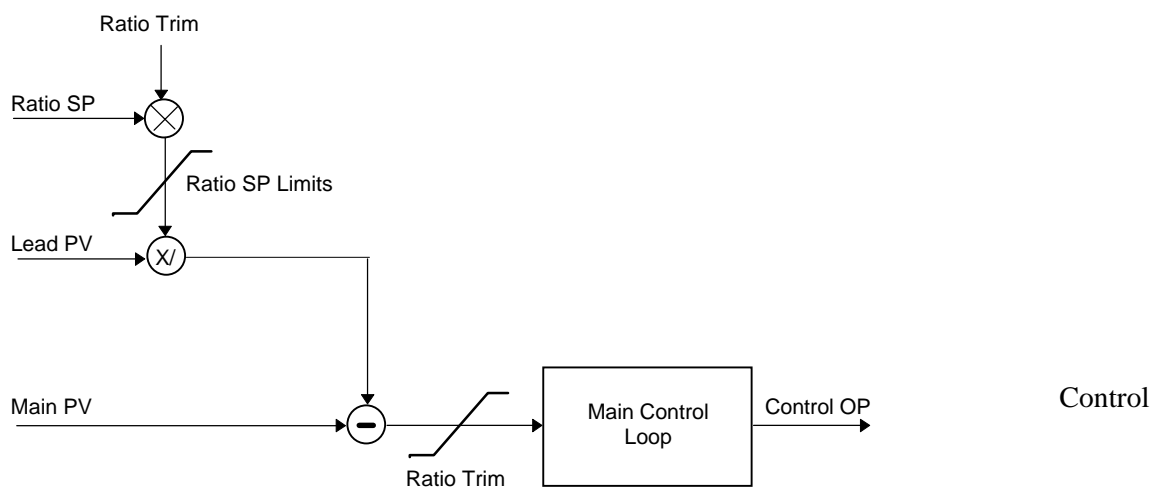 Ratio Trim
Ratio SP
Ratio SP Limits
Lead PV
X/
Main PV
Main Control
Loop
Control OP
Control
Ratio Trim